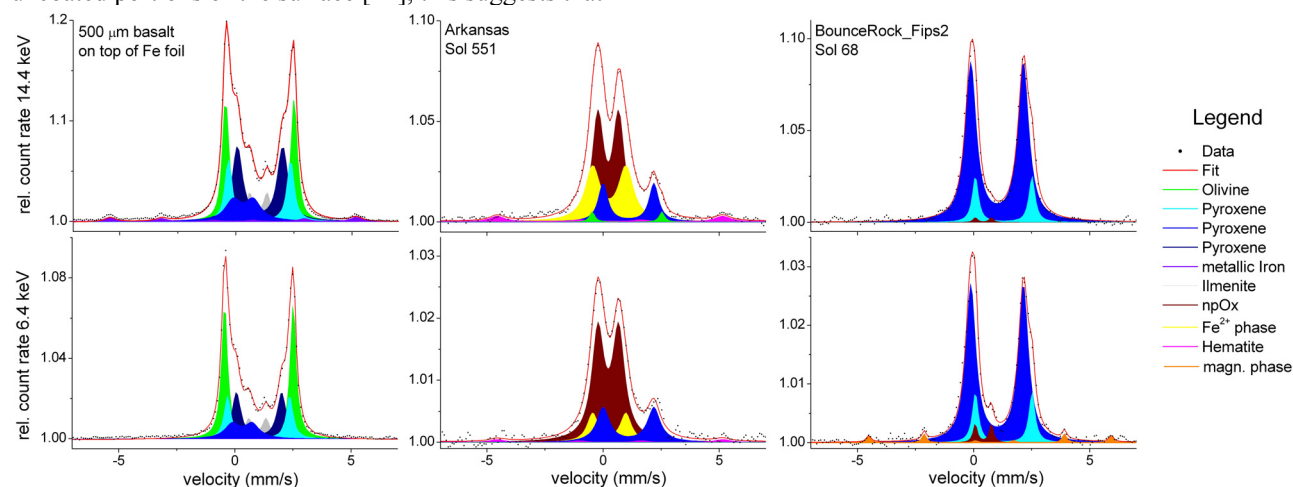 500 µm basalt
on top of Fe foil
Arkansas
Sol 551
BounceRock_Fips2
Sol 68
rel. count rate 14.4 keV
1.2
1.1
1.0
1.10
1.05
1.00
1.10
1.05
1.00
rel. count rate 6.4 keV
1.08
1.04
1.00
1.03
1.02
1.01
1.00
1.03
1.02
1.01
1.00
-5 0 5
-5 0 5
-5 0 5
velocity (mm/s)
velocity (mm/s)
velocity (mm/s)
Legend
Data
Fit
Olivine
Pyroxene
Pyroxene
Pyroxene
metallic Iron
Ilmenite
npOx
Fe²⁺ phase
Hematite
magn. phase